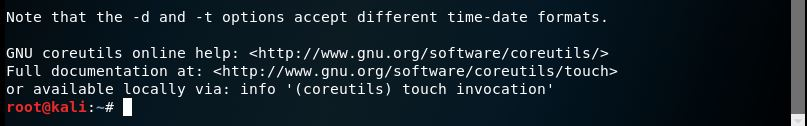 Note that the -d and -t options accept different time-date formats.
GNU coreutils online help: <http://www.gnu.org/software/coreutils/>
Full documentation at: <http://www.gnu.org/software/coreutils/touch>
or available locally via: info '(coreutils) touch invocation'
root@kali:~#